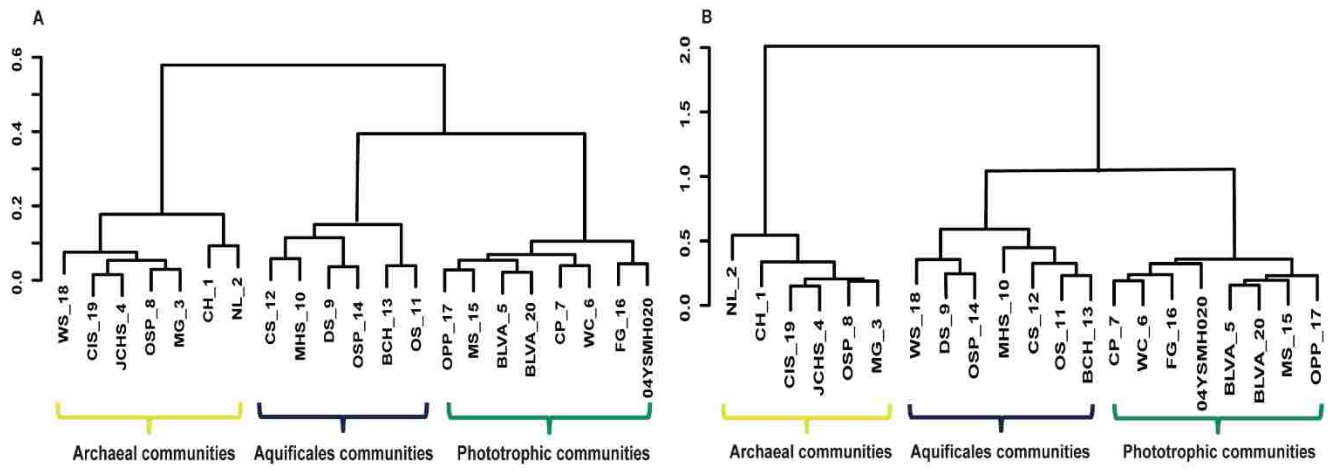 A
0.6
0.4
0.2
0.0
WS_18
CIS_19
JCHS_4
OSP_8
MG_3
CH_1
NL_2
CS_12
MHS_10
DS_9
OSP_14
BCH_13
OS_11
OPP_17
MS_15
BLVA_5
BLVA_20
CP_7
WC_6
FG_16
04YSMH020
Archaeal communities
Aquificales communities
Phototrophic communities
B
2.0
1.5
1.0
0.5
0.0
NL_2
CH_1
CIS_19
JCHS_4
OSP_8
MG_3
WS_18
DS_9
OSP_14
MHS_10
CS_12
OS_11
BCH_13
CP_7
WC_6
FG_16
04YSMH020
BLVA_5
BLVA_20
MS_15
OPP_17
Archaeal communities
Aquificales communities
Phototrophic communities